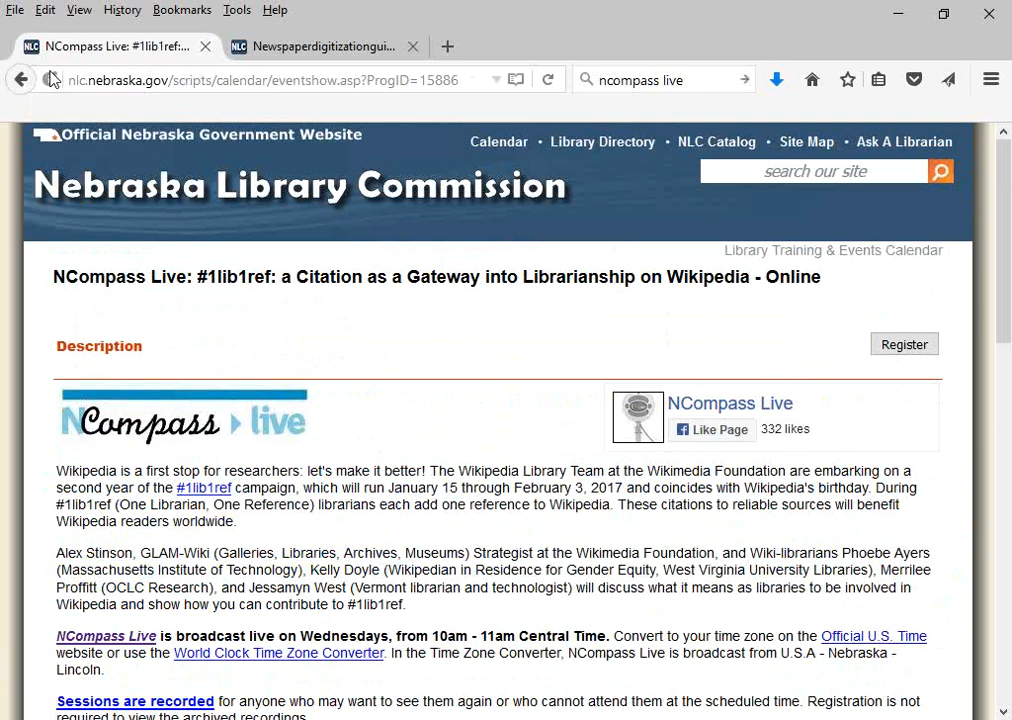 File Edit View History Bookmarks Tools Help
NLC NCompass Live: #1lib1ref:... NLC Newspaperdigitizationgui...
nlc.nebraska.gov/scripts/calendar/eventshow.asp?ProgID=15886 ncompass live
Official Nebraska Government Website
Calendar • Library Directory • NLC Catalog • Site Map • Ask A Librarian
search our site
Nebraska Library Commission
Library Training & Events Calendar
NCompass Live: #1lib1ref: a Citation as a Gateway into Librarianship on Wikipedia - Online
Description Register
NCompass live
NCompass Live
Like Page 332 likes
Wikipedia is a first stop for researchers: let's make it better! The Wikipedia Library Team at the Wikimedia Foundation are embarking on a
second year of the #1lib1ref campaign, which will run January 15 through February 3, 2017 and coincides with Wikipedia's birthday. During
#1lib1ref (One Librarian, One Reference) librarians each add one reference to Wikipedia. These citations to reliable sources will benefit
Wikipedia readers worldwide.
Alex Stinson, GLAM-Wiki (Galleries, Libraries, Archives, Museums) Strategist at the Wikimedia Foundation, and Wiki-librarians Phoebe Ayers
(Massachusetts Institute of Technology), Kelly Doyle (Wikipedian in Residence for Gender Equity, West Virginia University Libraries), Merrilee
Proffitt (OCLC Research), and Jessamyn West (Vermont librarian and technologist) will discuss what it means as libraries to be involved in
Wikipedia and show how you can contribute to #1lib1ref.
NCompass Live is broadcast live on Wednesdays, from 10am - 11am Central Time. Convert to your time zone on the Official U.S. Time
website or use the World Clock Time Zone Converter. In the Time Zone Converter, NCompass Live is broadcast from U.S.A - Nebraska -
Lincoln.
Sessions are recorded for anyone who may want to see them again or who cannot attend them at the scheduled time. Registration is not
required to view the archived recordings.